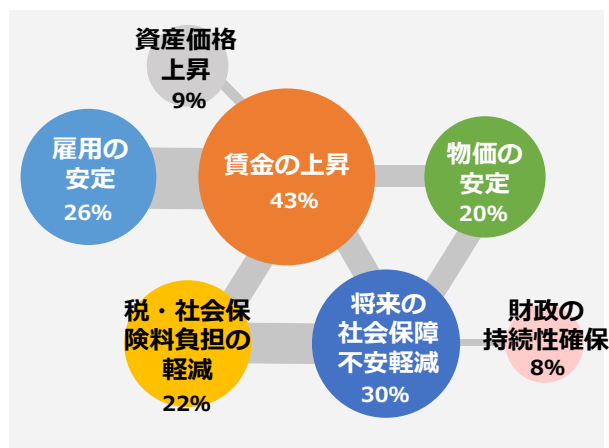 資産価格
上昇
9%
雇用の
安定
26%
賃金の上昇
43%
物価の
安定
20%
税・社会保
険料負担の
軽減
22%
将来の
社会保障
不安軽減
30%
財政の
持続性確保
8%